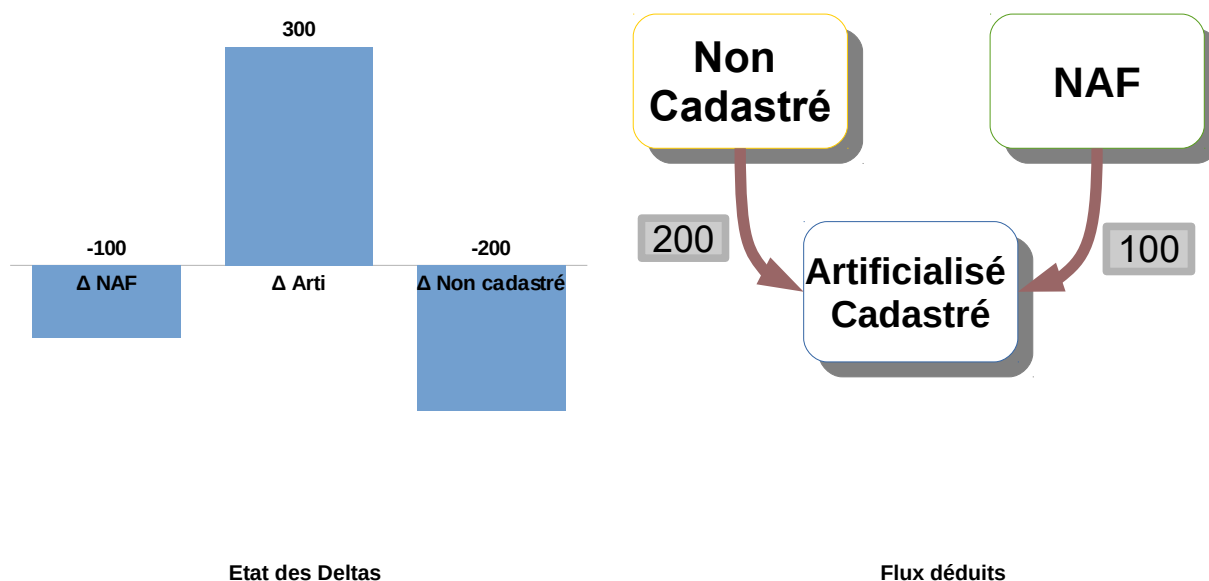 300
-100
-200
Δ NAF
Δ Arti
Δ Non cadastré
Etat des Deltas
Non
Cadastré
NAF
200
100
Artificialisé
Cadastré
Flux déduits